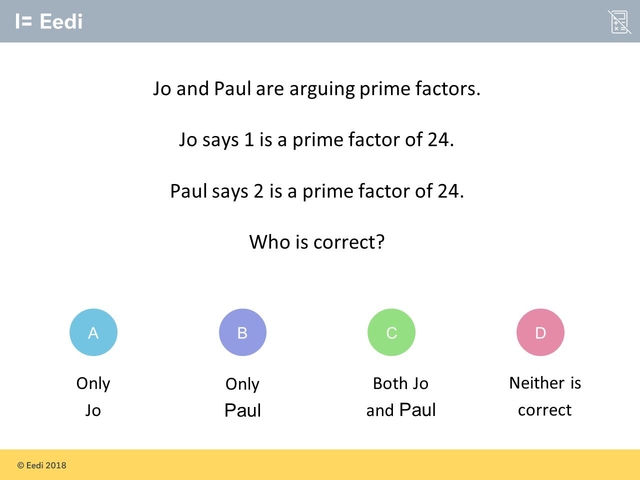 I= Eedi
Jo and Paul are arguing prime factors.
Jo says 1 is a prime factor of 24.
Paul says 2 is a prime factor of 24.
Who is correct?
A B C D
Only Only Both Jo Neither is
Jo Paul and Paul correct
© Eedi 2018